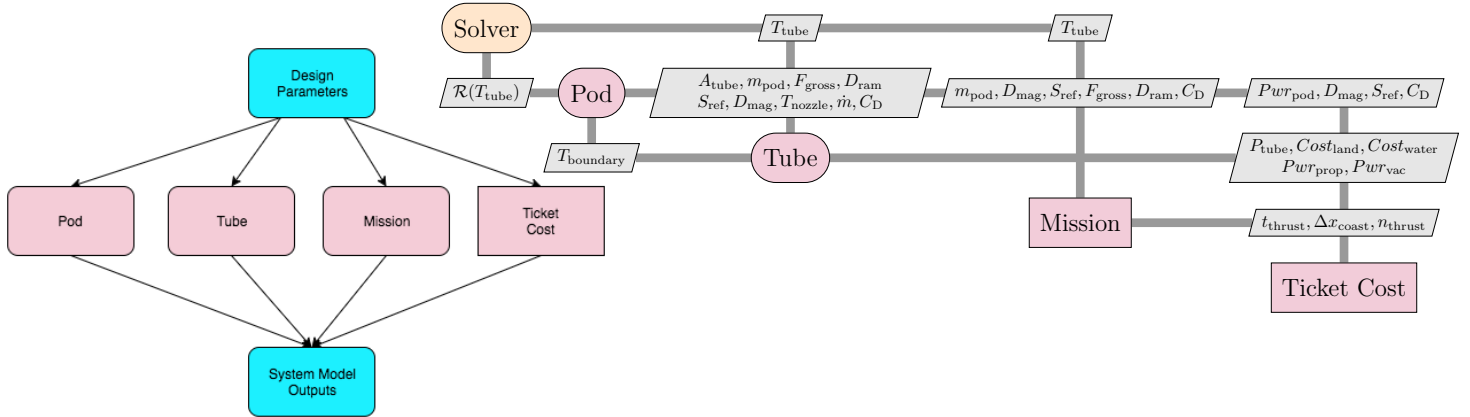 Design
Parameters
Pod
Tube
Mission
Ticket
Cost
System Model
Outputs
Solver
T_tube
T_tube
R(T_tube)
Pod
A_tube, m_pod, F_gross, D_ram
S_ref, D_mag, T_nozzle, ṁ, C_D
m_pod, D_mag, S_ref, F_gross, D_ram, C_D
Pwr_pod, D_mag, S_ref, C_D
T_boundary
Tube
P_tube, Cost_land, Cost_water
Pwr_prop, Pwr_vac
Mission
t_thrust, Δx_coast, n_thrust
Ticket Cost